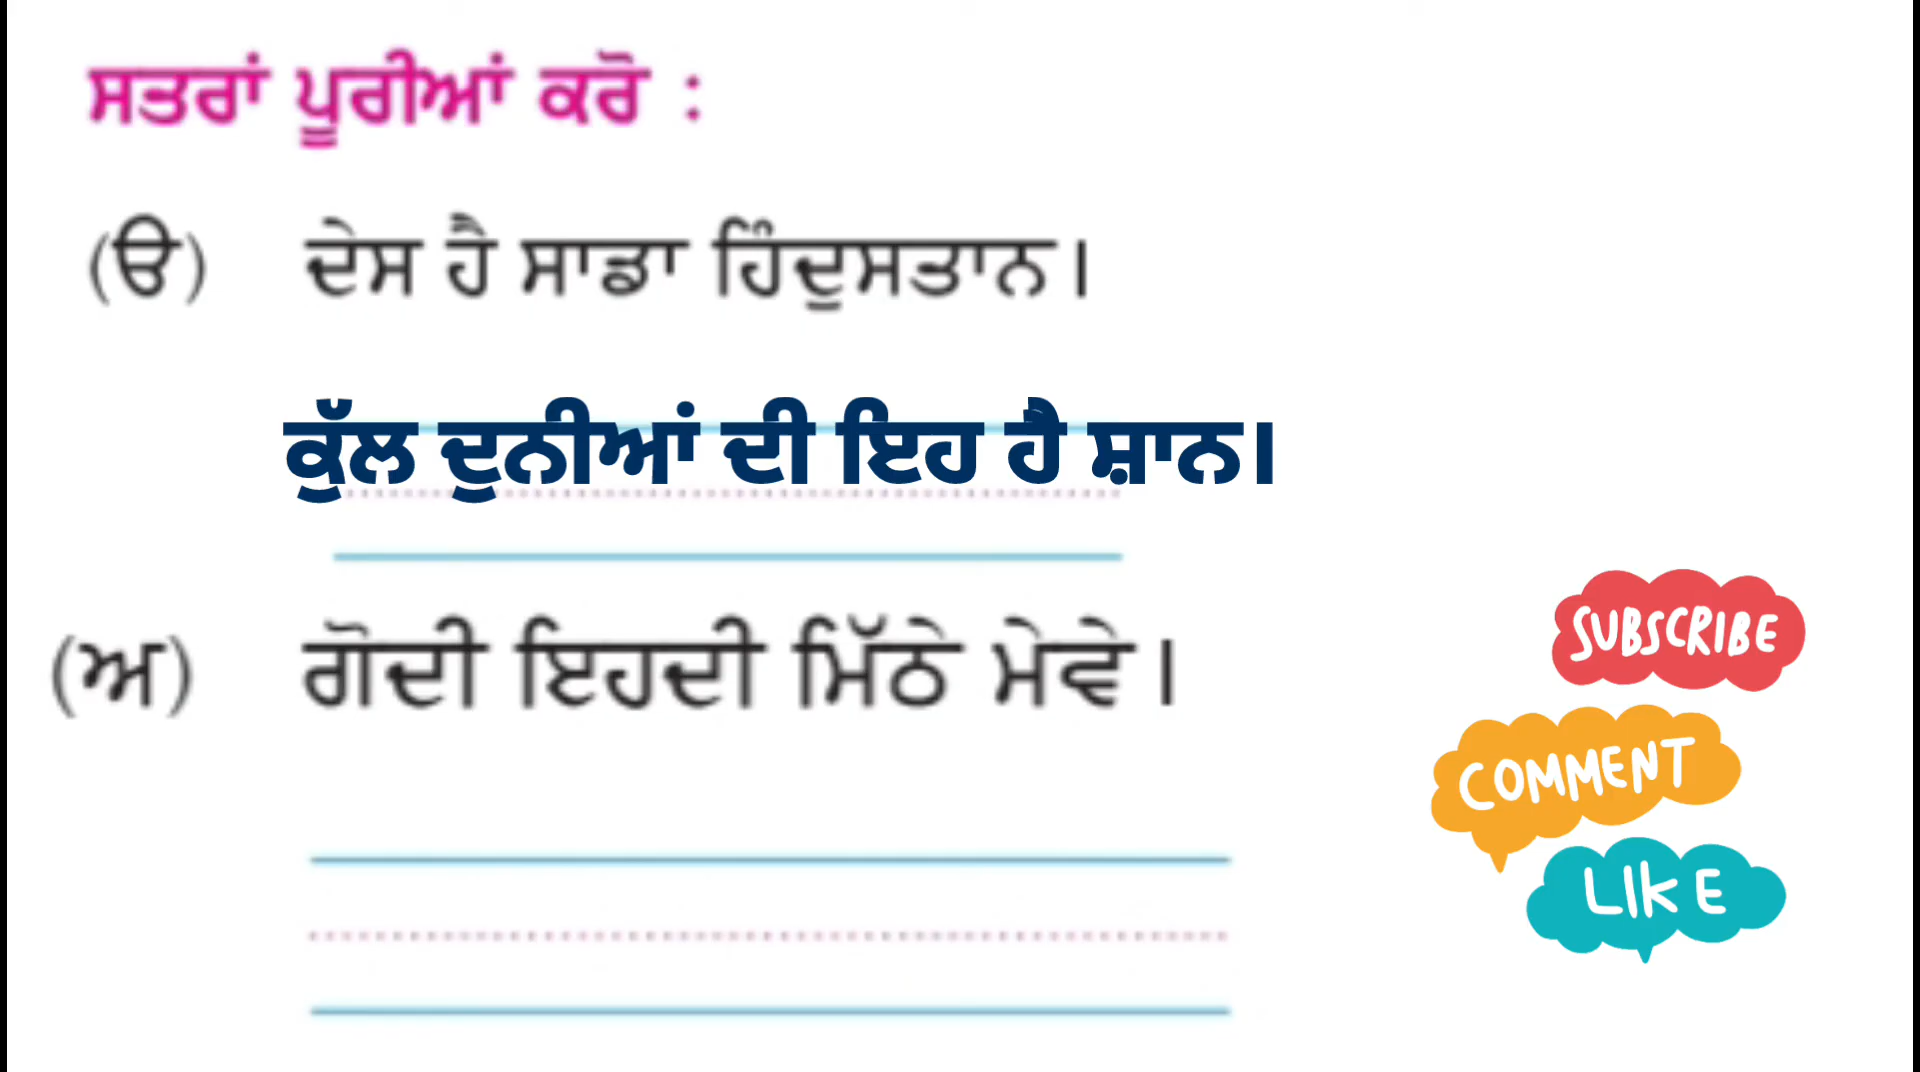 ਸਤਰਾਂ ਪੂਰੀਆਂ ਕਰੋ :
(ੳ) ਦੇਸ ਹੈ ਸਾਡਾ ਹਿੰਦੁਸਤਾਨ।
ਕੁੱਲ ਦੁਨੀਆਂ ਦੀ ਇਹ ਹੈ ਸ਼ਾਨ।
(ਅ) ਗੋਦੀ ਇਹਦੀ ਮਿੱਠੇ ਮੇਵੇ।
SUBSCRIBE
COMMENT
LIKE